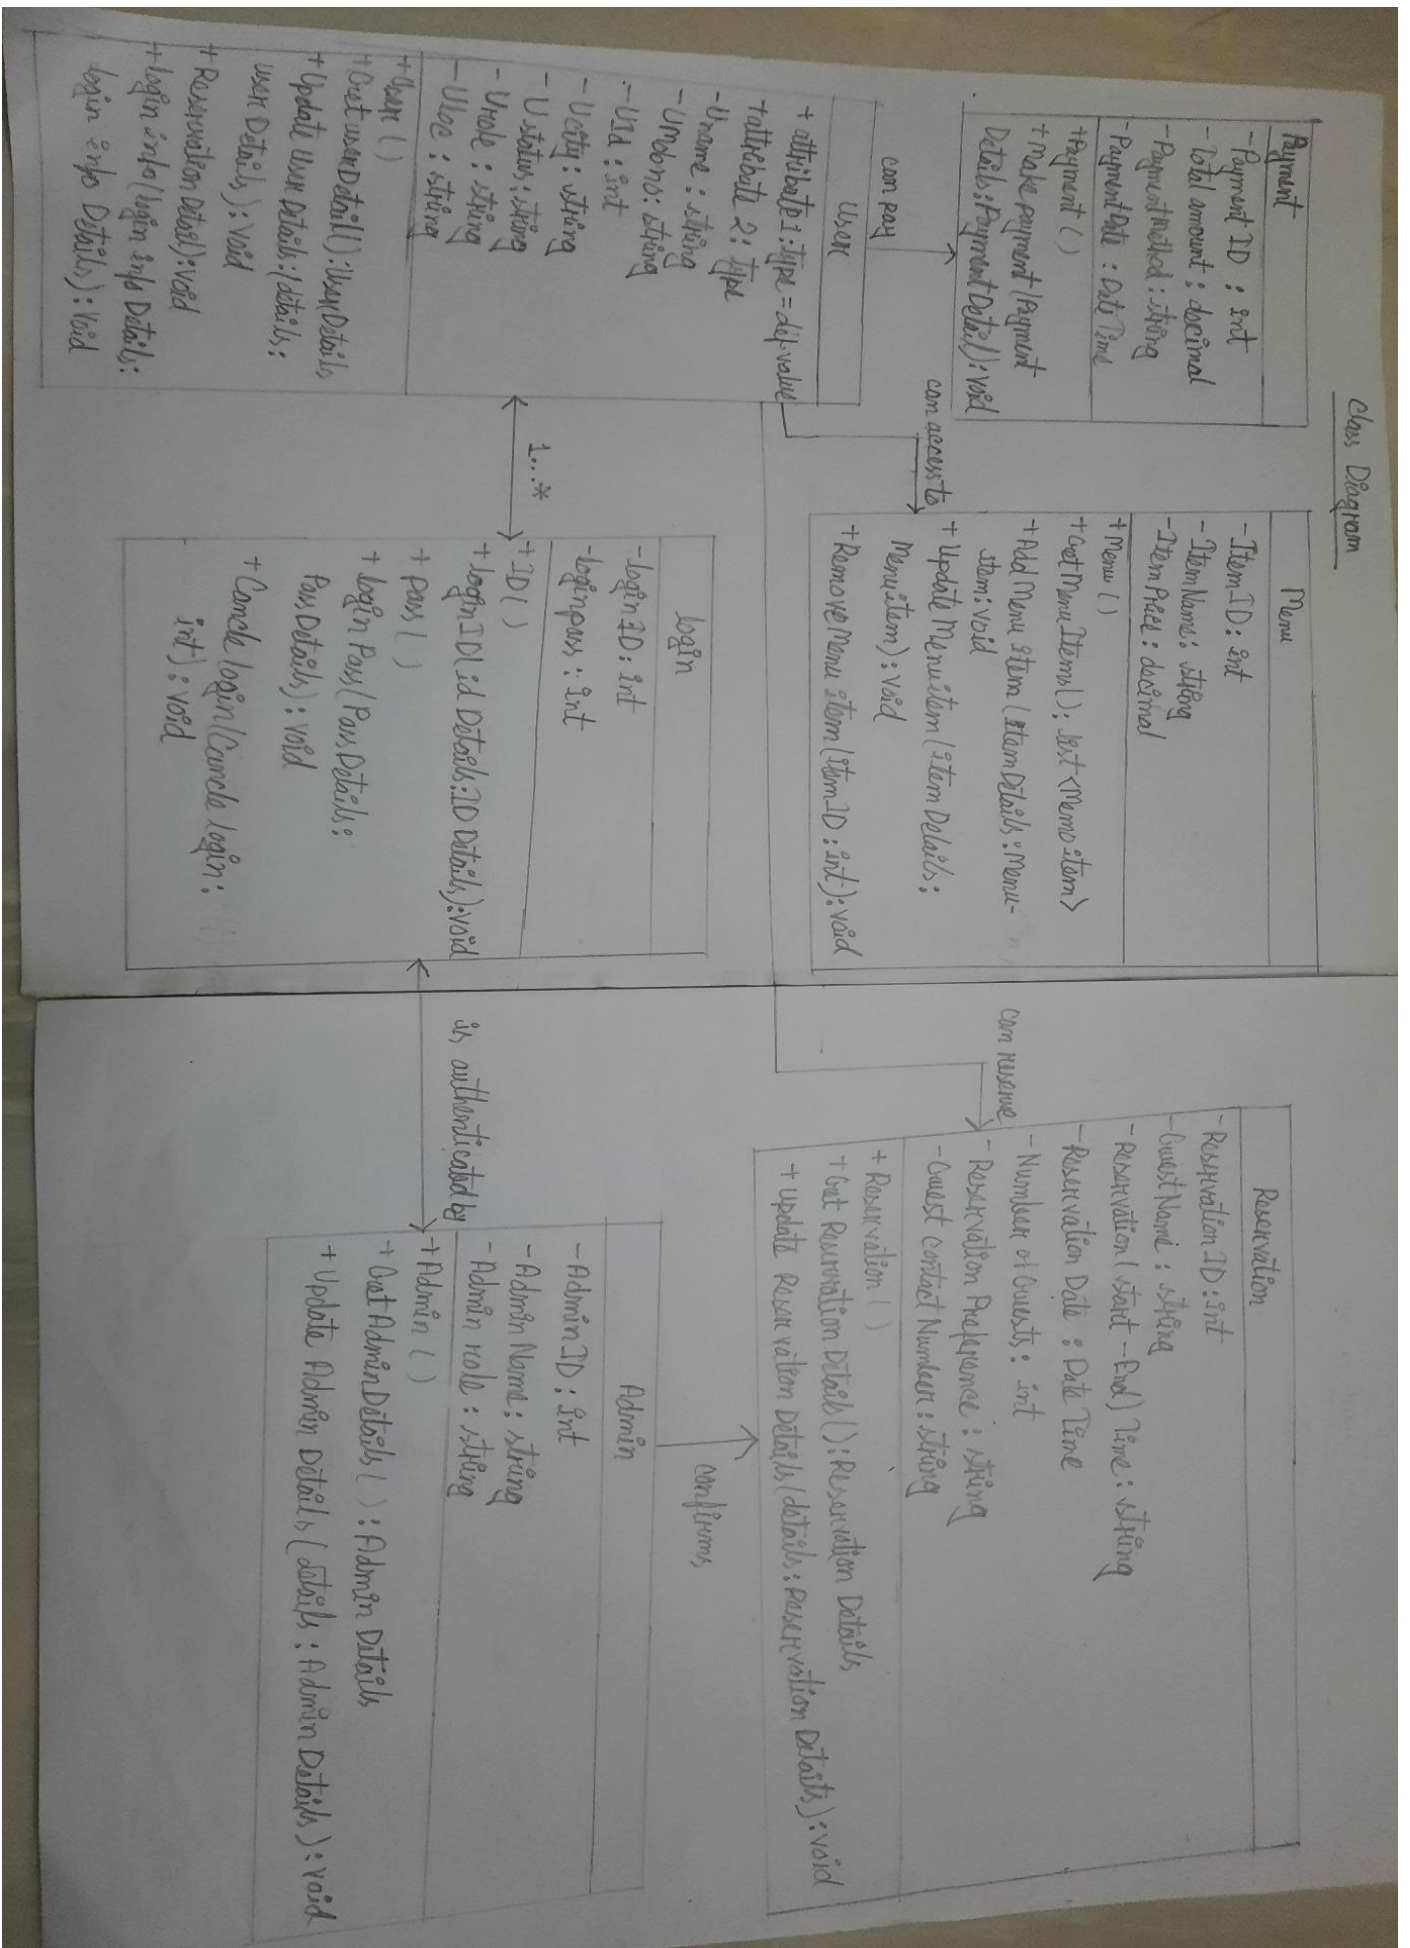 Class Diagram
Payment
- Payment ID : int
- Total amount : decimal
- Payment Method : string
- Payment Date : Date Time
+ Payment ( )
+ Make payment (Payment
Details : Payment Detail) : void
can pay
User
+ attribute 1 : type = def value
+ attribute 2 : type
- Uname : string
- Umobno : string
- UId : int
- Ucity : string
- Ustatus : string
- Urole : string
- Uloc : string
+ User ( )
+ Get user Detail ( ) : User Details
+ Update User Details : (details :
user Details) : void
+ Reservation Detail) : void
+ login info (login info Details :
login info Details) : void
can access to
Menu
- Item ID : int
- Item Name : string
- Item Price : decimal
+ Menu ( )
+ Get Menu Items ( ) : list <Memo item>
+ Add Menu item (item Details : Menu-
item : void
+ Update Menu item (item Details :
Menu item) : void
+ Remove Menu item (item ID : int) : void
1...*
login
- login ID : int
- login pass : int
+ ID ( )
+ login ID (id Details : ID Details) : void
+ pass ( )
+ login Pass (Pass Details :
Pass Details) : void
+ Cancle login (Cancle login :
int) : void
can reserve
Reservation
- Reservation ID : int
- Guest Name : string
- Reservation (start - End) Time : string
- Reservation Date : Date Time
- Number of Guests : int
- Reservation Preference : string
- Guest contact Number : string
+ Reservation ( )
+ Get Reservation Details ( ) : Reservation Details
+ Update Reservation Details (details : Reservation Details) : void
confirms
is authenticated by
Admin
- Admin ID : int
- Admin Name : string
- Admin role : string
+ Admin ( )
+ Get Admin Details ( ) : Admin Details
+ Update Admin Details (details : Admin Details) : void